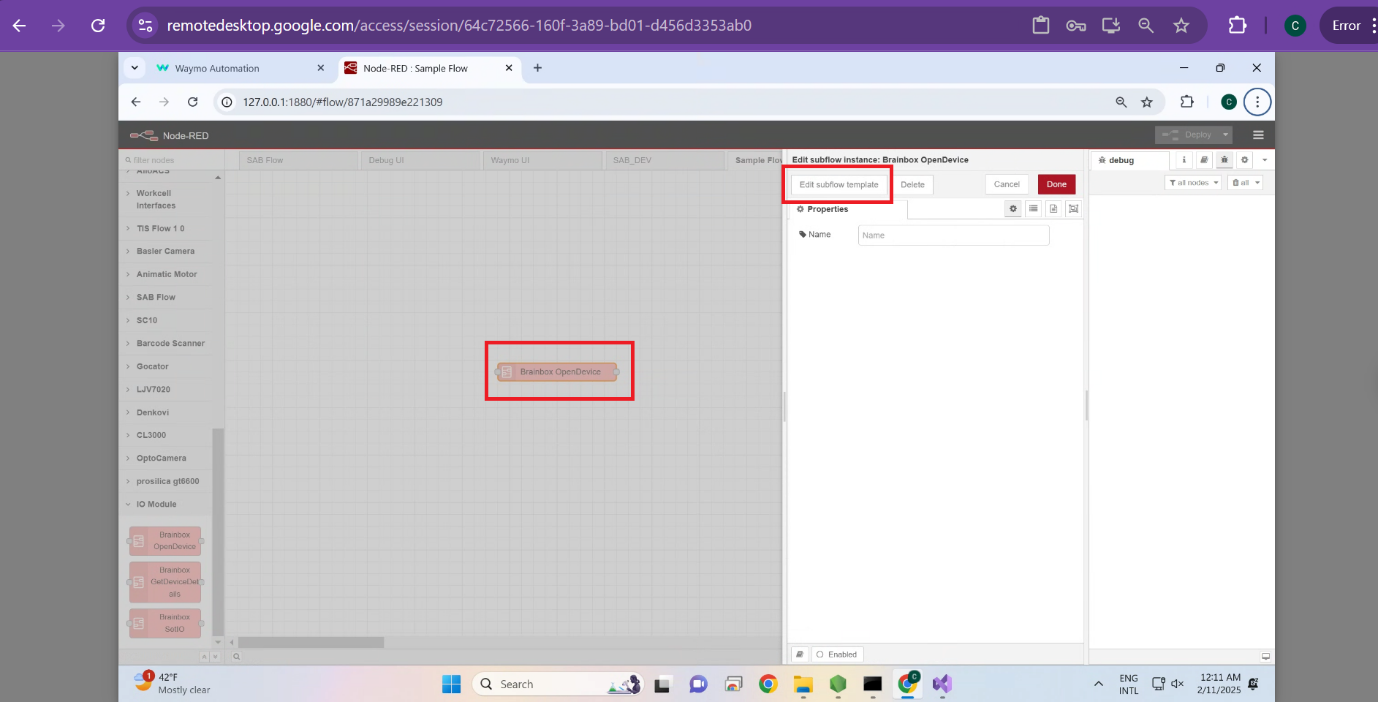 remotedesktop.google.com/access/session/64c72566-160f-3a89-bd01-d456d3353ab0
C
Error
Waymo Automation
Node-RED : Sample Flow
127.0.0.1:1880/#flow/871a29989e221309
C
Node-RED
Deploy
filter nodes
SAB Flow
Debug UI
Waymo UI
SAB_DEV
Sample Flow
Edit subflow instance: Brainbox OpenDevice
debug
i
Edit subflow template
Delete
Cancel
Done
all nodes
all
Workcell
Interfaces
Properties
TIS Flow 1 0
Name
Name
Basler Camera
Animatic Motor
SAB Flow
SC10
Barcode Scanner
Gocator
Brainbox OpenDevice
LJV7020
Denkovi
CL3000
OptoCamera
prosilica gt6600
IO Module
Brainbox
OpenDevice
Brainbox
GetDeviceDet
ails
Brainbox
SetIO
Enabled
1
42°F
Mostly clear
Search
C
ENG
INTL
12:11 AM
2/11/2025